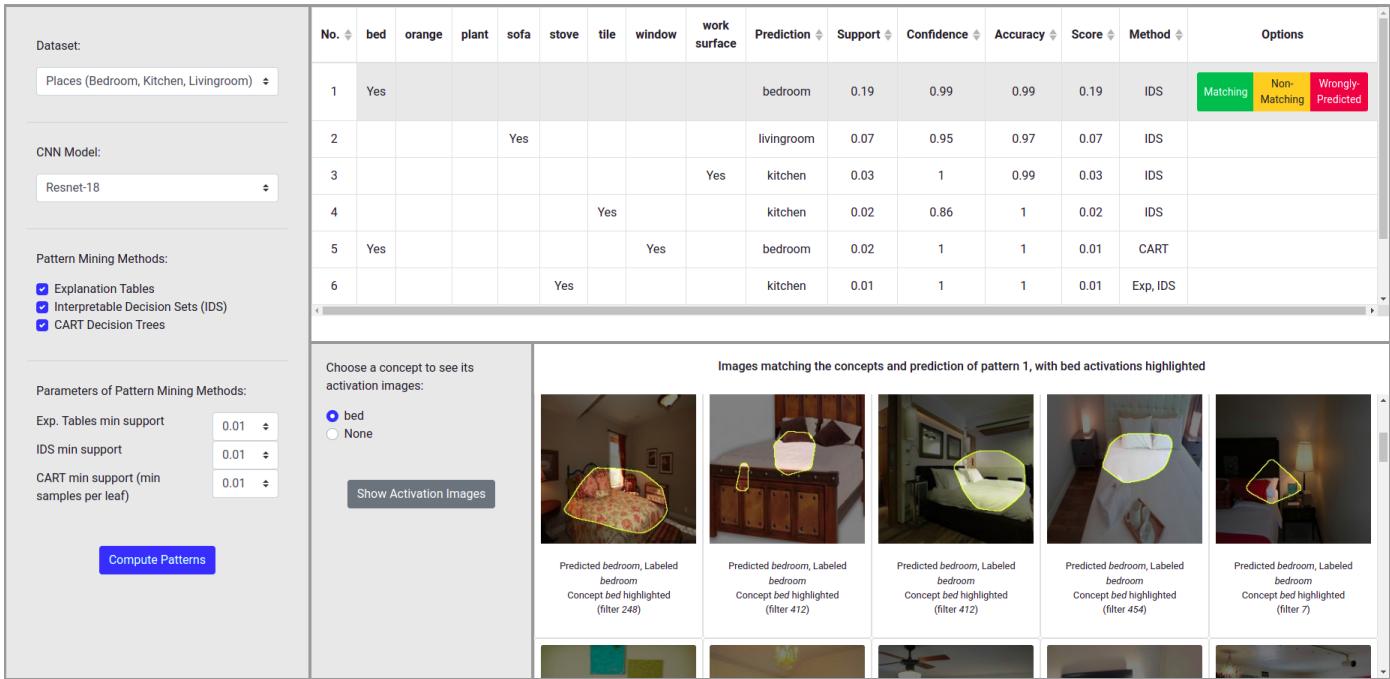 Dataset:
Places (Bedroom, Kitchen, Livingroom)
CNN Model:
Resnet-18
Pattern Mining Methods:
Explanation Tables
Interpretable Decision Sets (IDS)
CART Decision Trees
Parameters of Pattern Mining Methods:
Exp. Tables min support 0.01
IDS min support 0.01
CART min support (min 0.01
samples per leaf)
Compute Patterns
No. bed orange plant sofa stove tile window work surface Prediction Support Confidence Accuracy Score Method Options
1 Yes bedroom 0.19 0.99 0.99 0.19 IDS Matching Non-Matching Wrongly-Predicted
2 Yes livingroom 0.07 0.95 0.97 0.07 IDS
3 Yes kitchen 0.03 1 0.99 0.03 IDS
4 Yes kitchen 0.02 0.86 1 0.02 IDS
5 Yes Yes bedroom 0.02 1 1 0.01 CART
6 Yes kitchen 0.01 1 1 0.01 Exp, IDS
Choose a concept to see its
activation images:
bed
None
Show Activation Images
Images matching the concepts and prediction of pattern 1, with bed activations highlighted
Predicted bedroom, Labeled
bedroom
Concept bed highlighted
(filter 248)
Predicted bedroom, Labeled
bedroom
Concept bed highlighted
(filter 412)
Predicted bedroom, Labeled
bedroom
Concept bed highlighted
(filter 412)
Predicted bedroom, Labeled
bedroom
Concept bed highlighted
(filter 454)
Predicted bedroom, Labeled
bedroom
Concept bed highlighted
(filter 7)